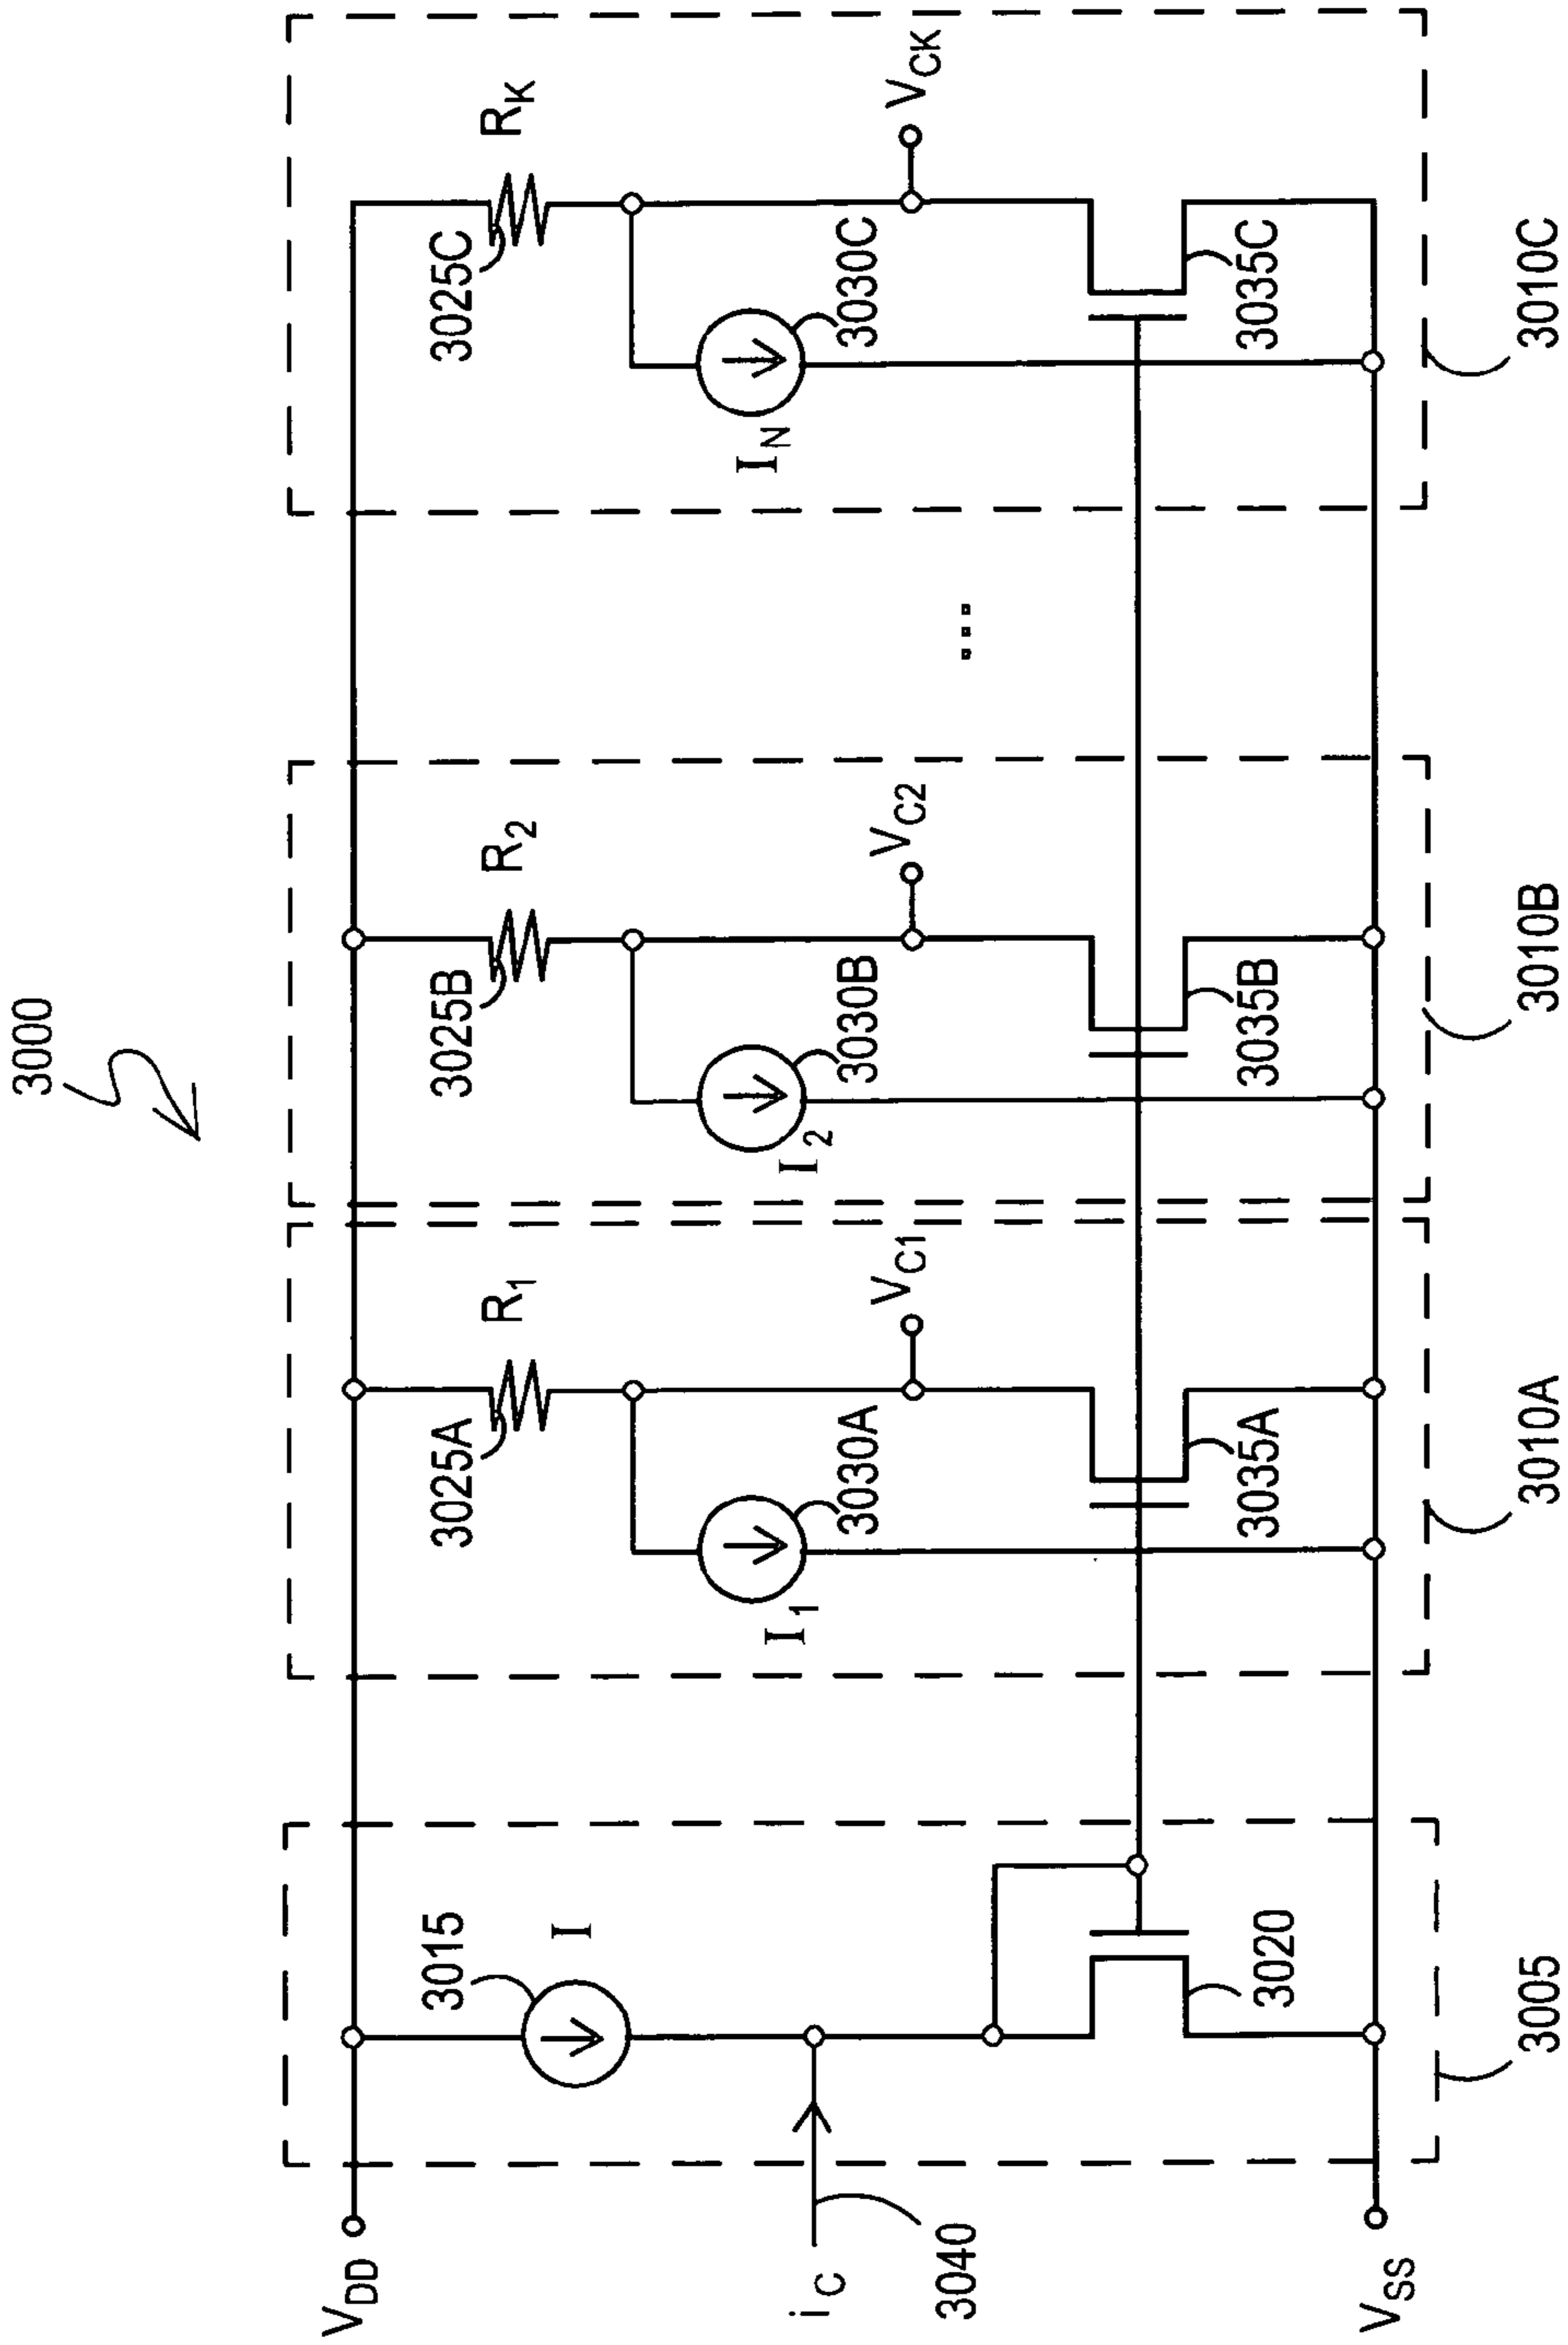 3000
V_DD
3015
I
i_C
3040
3020
V_SS
3005
3025A
R_1
I_1
3030A
V_C1
3035A
3010A
3025B
R_2
I_2
3030B
V_C2
3035B
3010B
...
3025C
R_K
I_N
3030C
V_CK
3035C
3010C